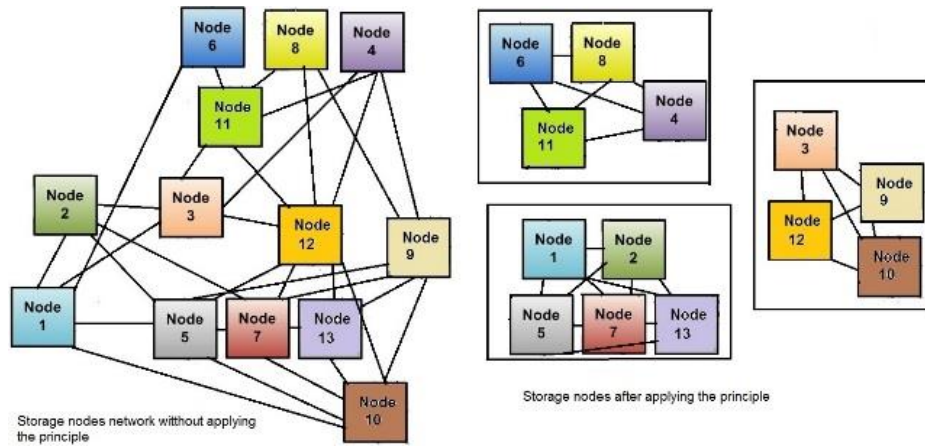 Node
6
Node
8
Node
4
Node
11
Node
2
Node
3
Node
12
Node
9
Node
1
Node
5
Node
7
Node
13
Node
10
Storage nodes network witthout applying
the principle
Node
6
Node
8
Node
4
Node
11
Node
1
Node
2
Node
5
Node
7
Node
13
Node
3
Node
9
Node
12
Node
10
Storage nodes after applying the principle